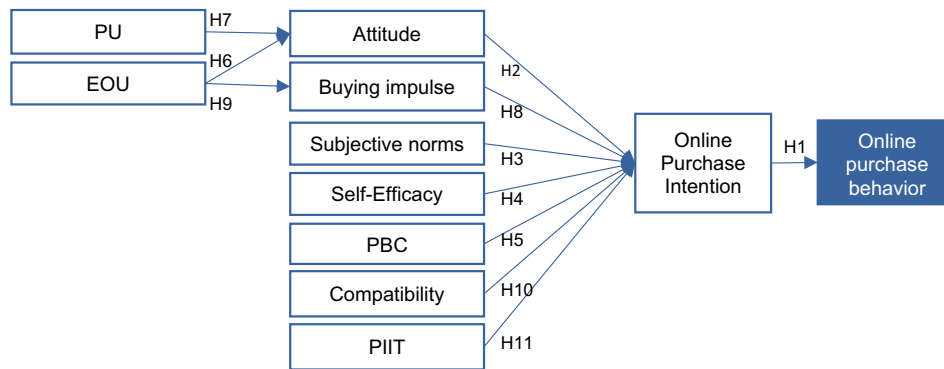 PU
H7
Attitude
H6
H2
EOU
H9
Buying impulse
H8
Subjective norms
H3
Self-Efficacy
H4
PBC
H5
Compatibility
H10
PIIT
H11
Online
Purchase
Intention
H1
Online
purchase
behavior